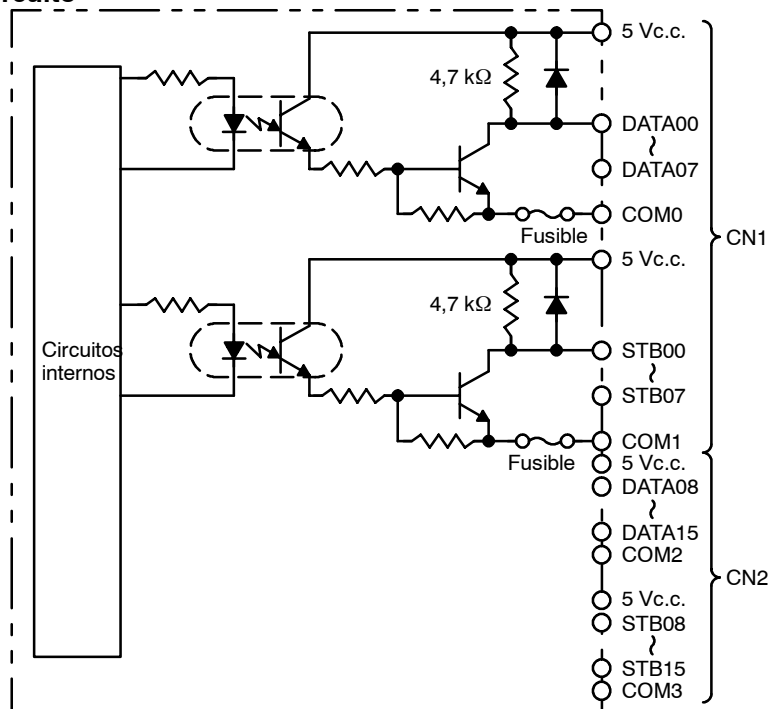 5 Vc.c.
4,7 kΩ
DATA00
~
DATA07
COM0
Fusible
CN1
5 Vc.c.
4,7 kΩ
Circuitos
internos
STB00
~
STB07
COM1
Fusible
5 Vc.c.
DATA08
~
DATA15
COM2
CN2
5 Vc.c.
STB08
~
STB15
COM3